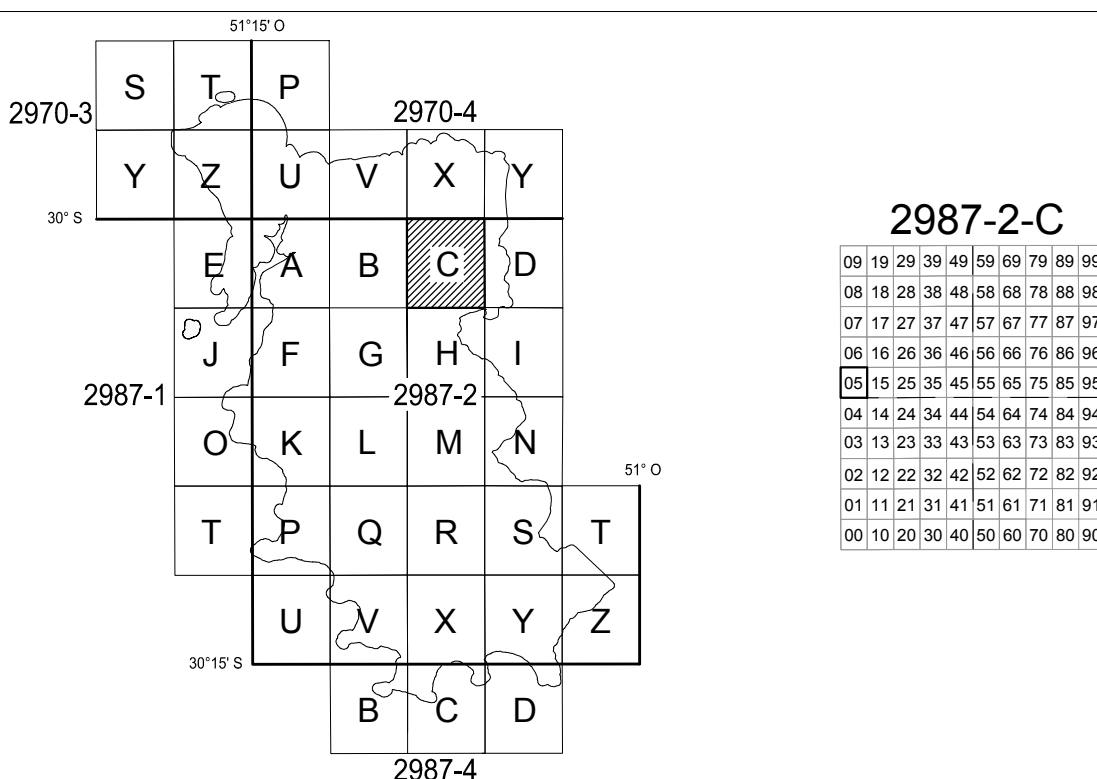 51°15' O
S T P
2970-3 2970-4
Y Z U V X Y
30° S
E A B C D
J F G H I
2987-1 2987-2
O K L M N
51° O
T P Q R S T
U V X Y Z
30°15' S
B C D
2987-4
2987-2-C
09 19 29 39 49 59 69 79 89 99
08 18 28 38 48 58 68 78 88 98
07 17 27 37 47 57 67 77 87 97
06 16 26 36 46 56 66 76 86 96
05 15 25 35 45 55 65 75 85 95
04 14 24 34 44 54 64 74 84 94
03 13 23 33 43 53 63 73 83 93
02 12 22 32 42 52 62 72 82 92
01 11 21 31 41 51 61 71 81 91
00 10 20 30 40 50 60 70 80 90